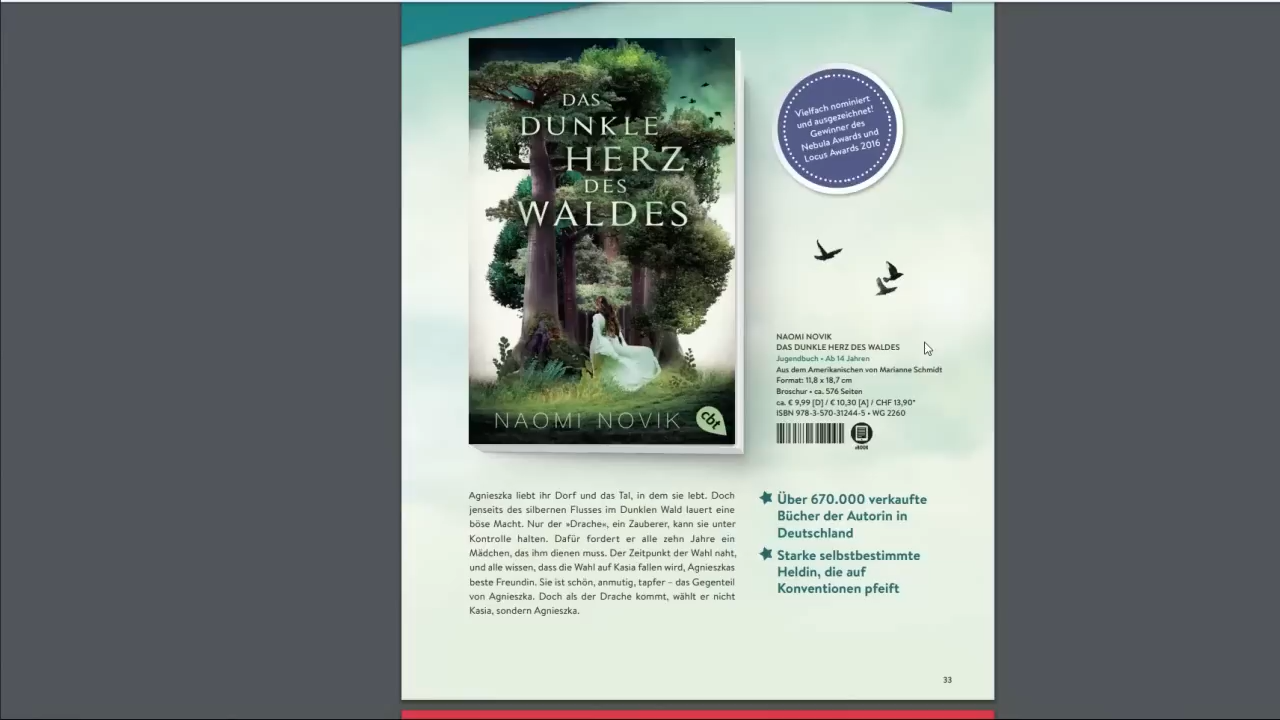 DAS
DUNKLE
HERZ
DES
WALDES
NAOMI NOVIK
cbt
Vielfach nominiert
und ausgezeichnet!
Gewinner des
Nebula Awards und
Locus Awards 2016
NAOMI NOVIK
DAS DUNKLE HERZ DES WALDES
Jugendbuch • Ab 14 Jahren
Aus dem Amerikanischen von Marianne Schmidt
Format: 11,8 x 18,7 cm
Broschur • ca. 576 Seiten
ca. € 9,99 [D] / € 10,30 [A] / CHF 13,90*
ISBN 978-3-570-31244-5 • WG 2260
eBOOK
Agnieszka liebt ihr Dorf und das Tal, in dem sie lebt. Doch
jenseits des silbernen Flusses im Dunklen Wald lauert eine
böse Macht. Nur der »Drache«, ein Zauberer, kann sie unter
Kontrolle halten. Dafür fordert er alle zehn Jahre ein
Mädchen, das ihm dienen muss. Der Zeitpunkt der Wahl naht,
und alle wissen, dass die Wahl auf Kasia fallen wird, Agnieszkas
beste Freundin. Sie ist schön, anmutig, tapfer – das Gegenteil
von Agnieszka. Doch als der Drache kommt, wählt er nicht
Kasia, sondern Agnieszka.
Über 670.000 verkaufte
Bücher der Autorin in
Deutschland
Starke selbstbestimmte
Heldin, die auf
Konventionen pfeift
33